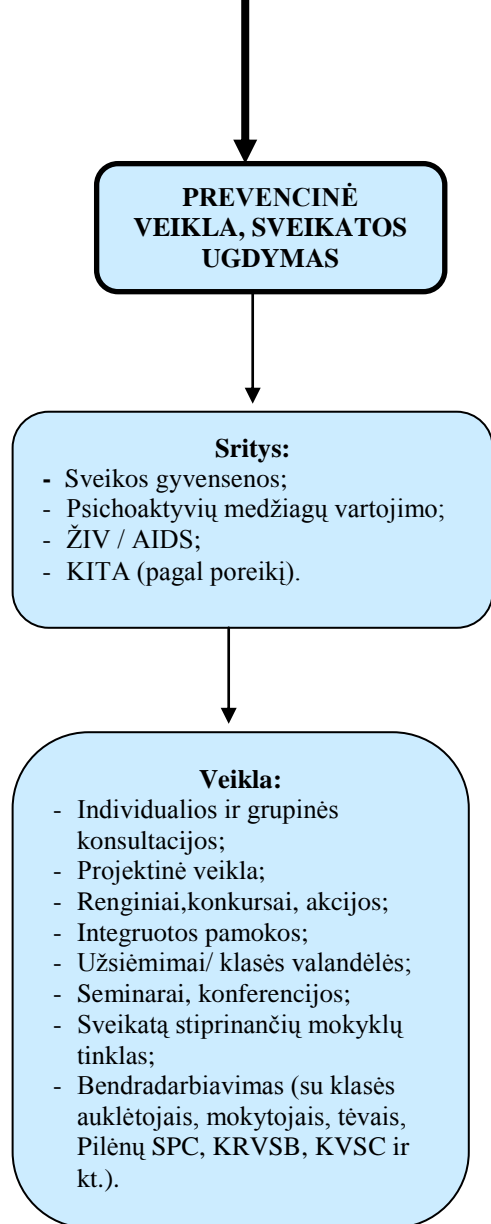 PREVENCINĖ
VEIKLA, SVEIKATOS
UGDYMAS
Sritys:
- Sveikos gyvensenos;
- Psichoaktyvių medžiagų vartojimo;
- ŽIV / AIDS;
- KITA (pagal poreikį).
Veikla:
- Individualios ir grupinės
konsultacijos;
- Projektinė veikla;
- Renginiai,konkursai, akcijos;
- Integruotos pamokos;
- Užsiėmimai/ klasės valandėlės;
- Seminarai, konferencijos;
- Sveikatą stiprinančių mokyklų
tinklas;
- Bendradarbiavimas (su klasės
auklėtojais, mokytojais, tėvais,
Pilėnų SPC, KRVSB, KVSC ir
kt.).